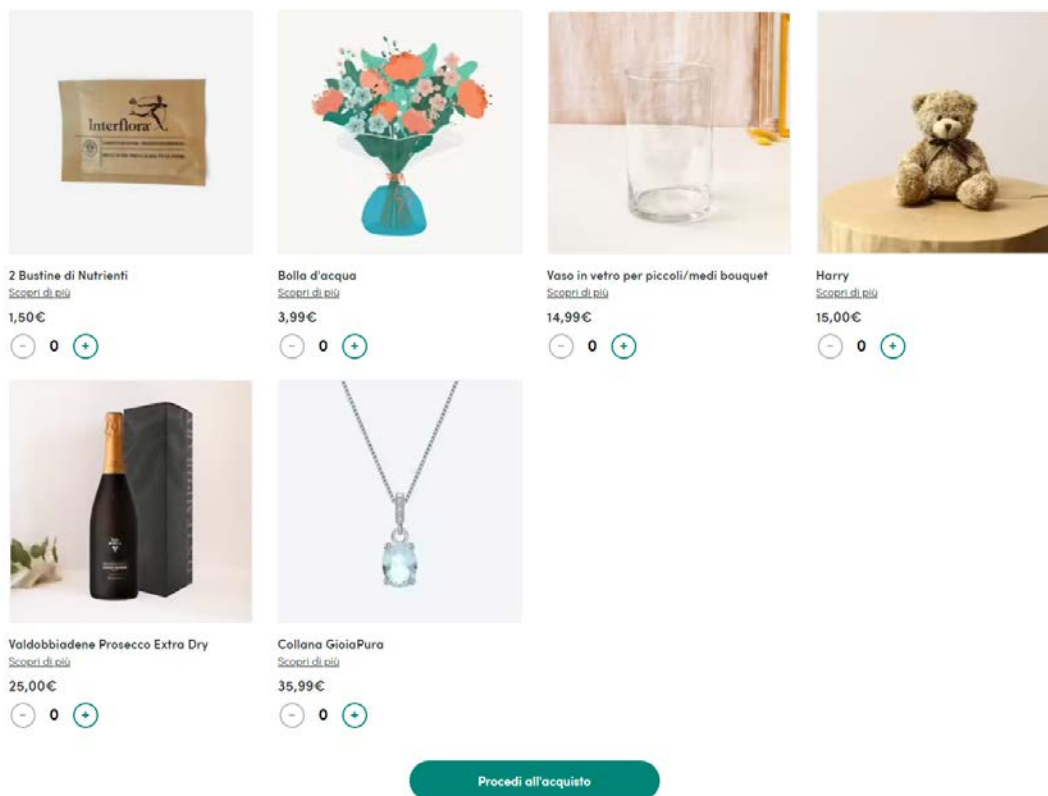 Interflora
2 Bustine di Nutrienti
Scopri di più
1,50€
- 0 +
Bolla d'acqua
Scopri di più
3,99€
- 0 +
Vaso in vetro per piccoli/medi bouquet
Scopri di più
14,99€
- 0 +
Harry
Scopri di più
15,00€
- 0 +
Valdobbiadene Prosecco Extra Dry
Scopri di più
25,00€
- 0 +
Collana GioiaPura
Scopri di più
35,99€
- 0 +
Procedi all'acquisto